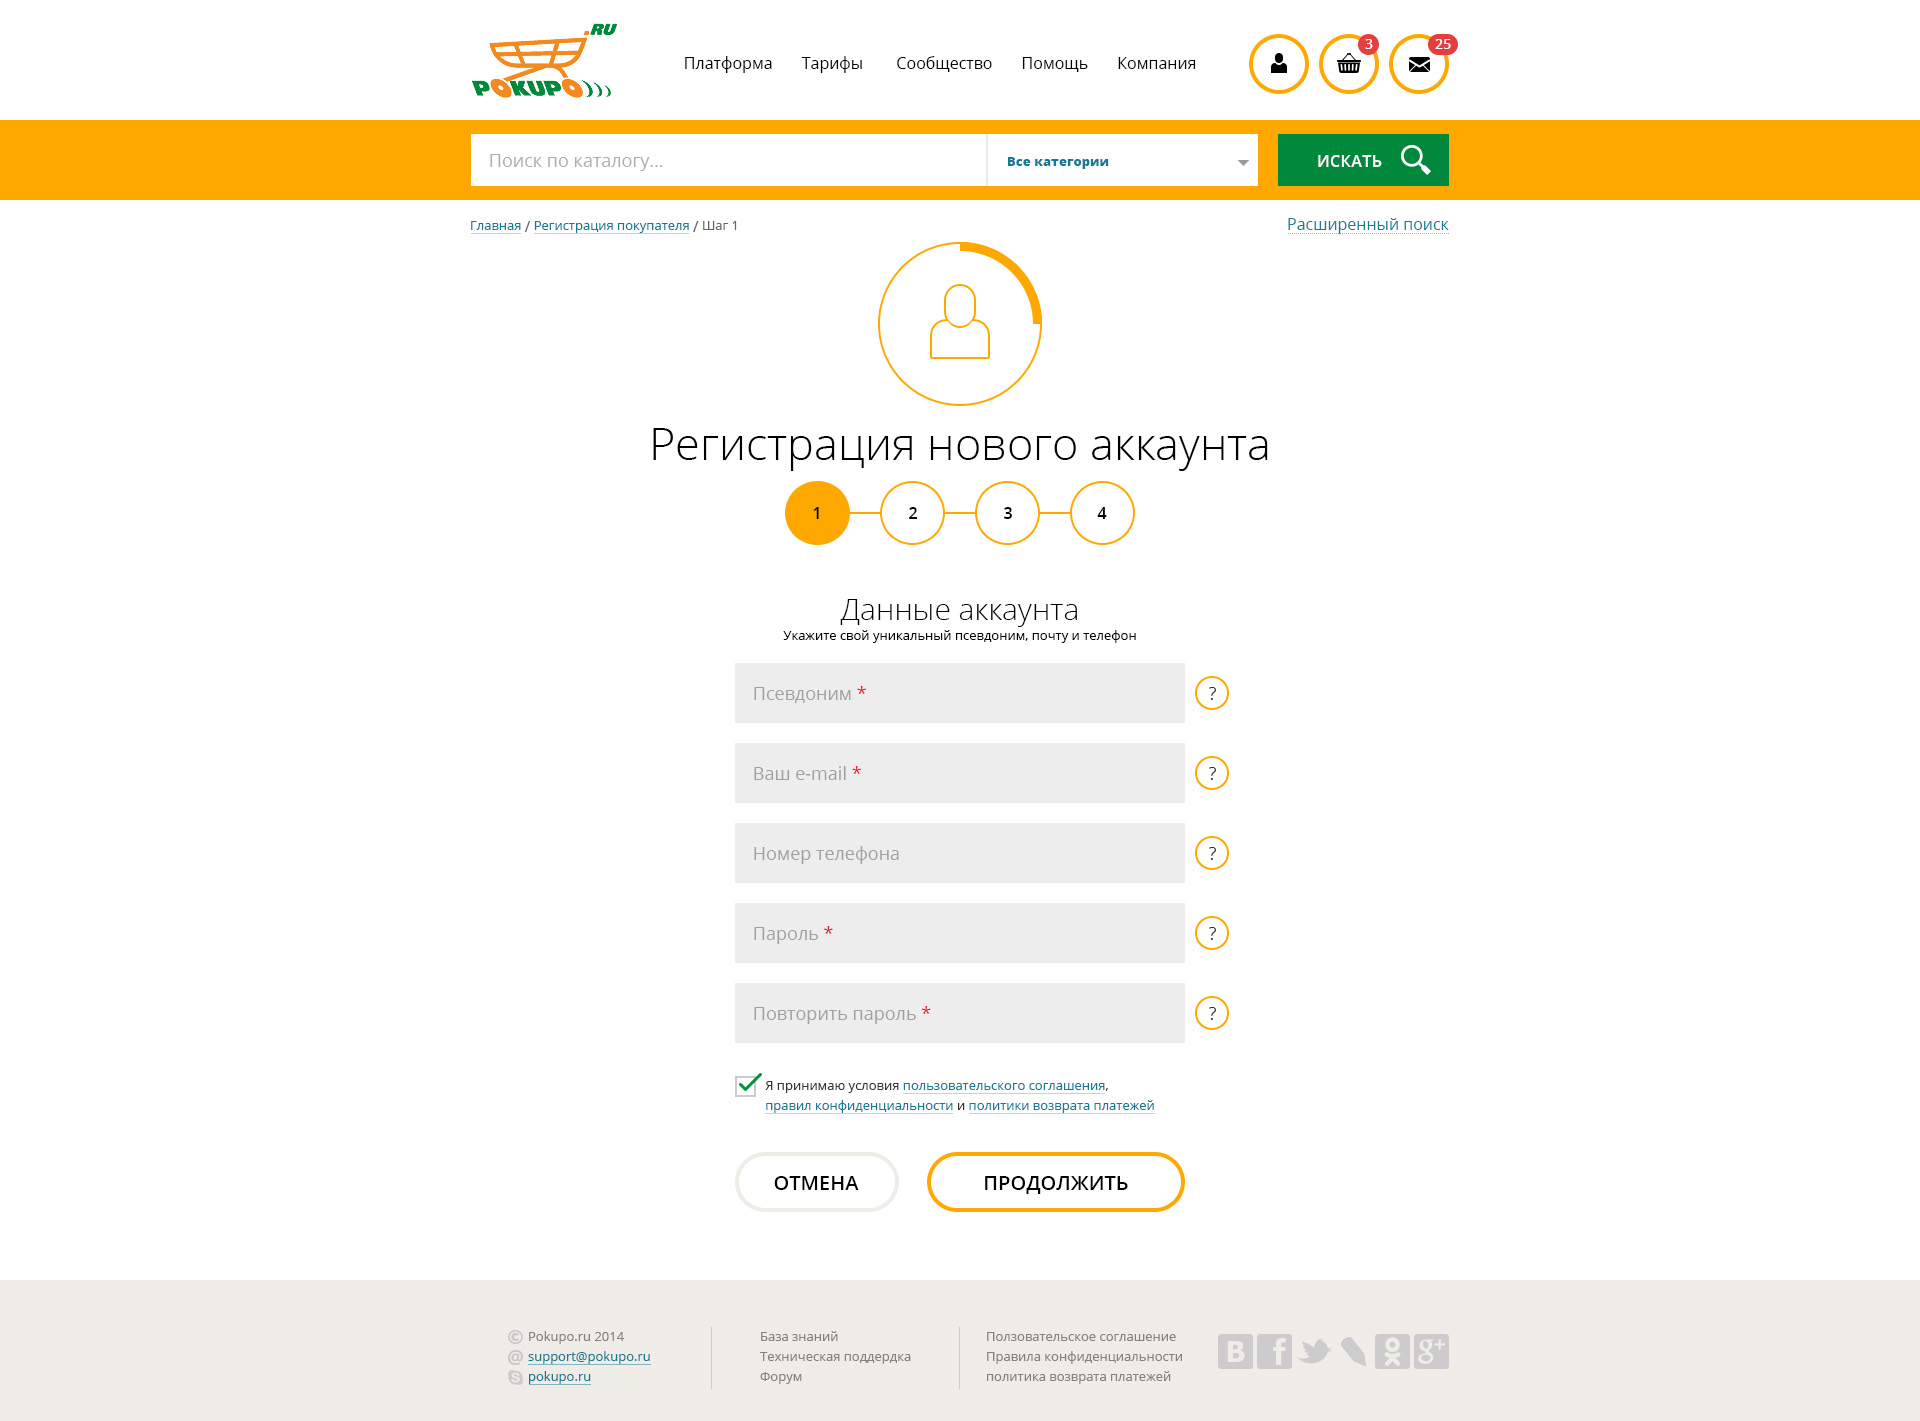 .RU
POKUPO
Платформа Тарифы Сообщество Помощь Компания
3
25
Поиск по каталогу...
Все категории
ИСКАТЬ
Главная / Регистрация покупателя / Шаг 1
Расширенный поиск
Регистрация нового аккаунта
1 2 3 4
Данные аккаунта
Укажите свой уникальный псевдоним, почту и телефон
Псевдоним *
?
Ваш e-mail *
?
Номер телефона
?
Пароль *
?
Повторить пароль *
?
Я принимаю условия пользовательского соглашения,
правил конфиденциальности и политики возврата платежей
ОТМЕНА
ПРОДОЛЖИТЬ
© Pokupo.ru 2014
@ support@pokupo.ru
pokupo.ru
База знаний
Техническая поддердка
Форум
Ползовательское соглашение
Правила конфиденциальности
политика возврата платежей
В f g+